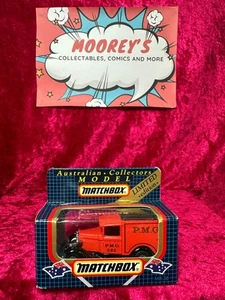 MOOREY'S
COLLECTABLES, COMICS AND MORE
Australian Collectors
MODEL
MATCHBOX
LIMITED
P.M.G
P.M.G.
MATCHBOX